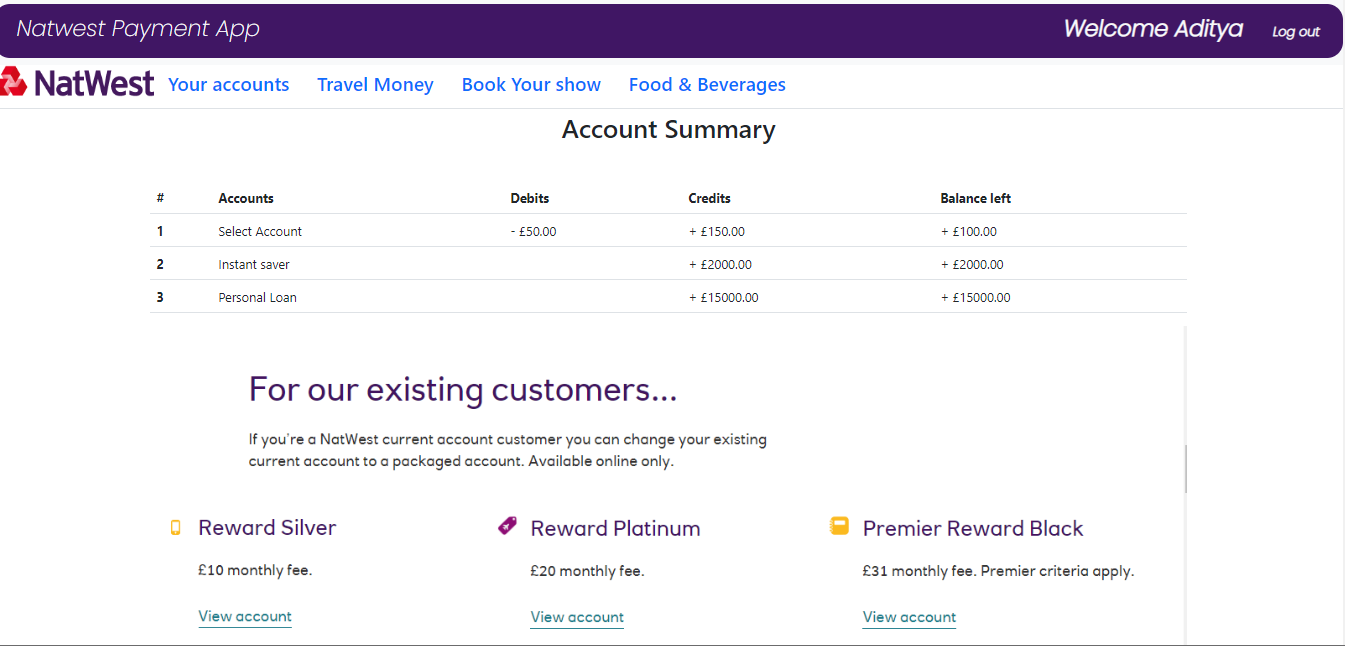 Natwest Payment App
Welcome Aditya Log out
NatWest Your accounts Travel Money Book Your show Food & Beverages
Account Summary
# Accounts Debits Credits Balance left
1 Select Account - £50.00 + £150.00 + £100.00
2 Instant saver + £2000.00 + £2000.00
3 Personal Loan + £15000.00 + £15000.00
For our existing customers...
If you're a NatWest current account customer you can change your existing
current account to a packaged account. Available online only.
Reward Silver Reward Platinum Premier Reward Black
£10 monthly fee. £20 monthly fee. £31 monthly fee. Premier criteria apply.
View account View account View account